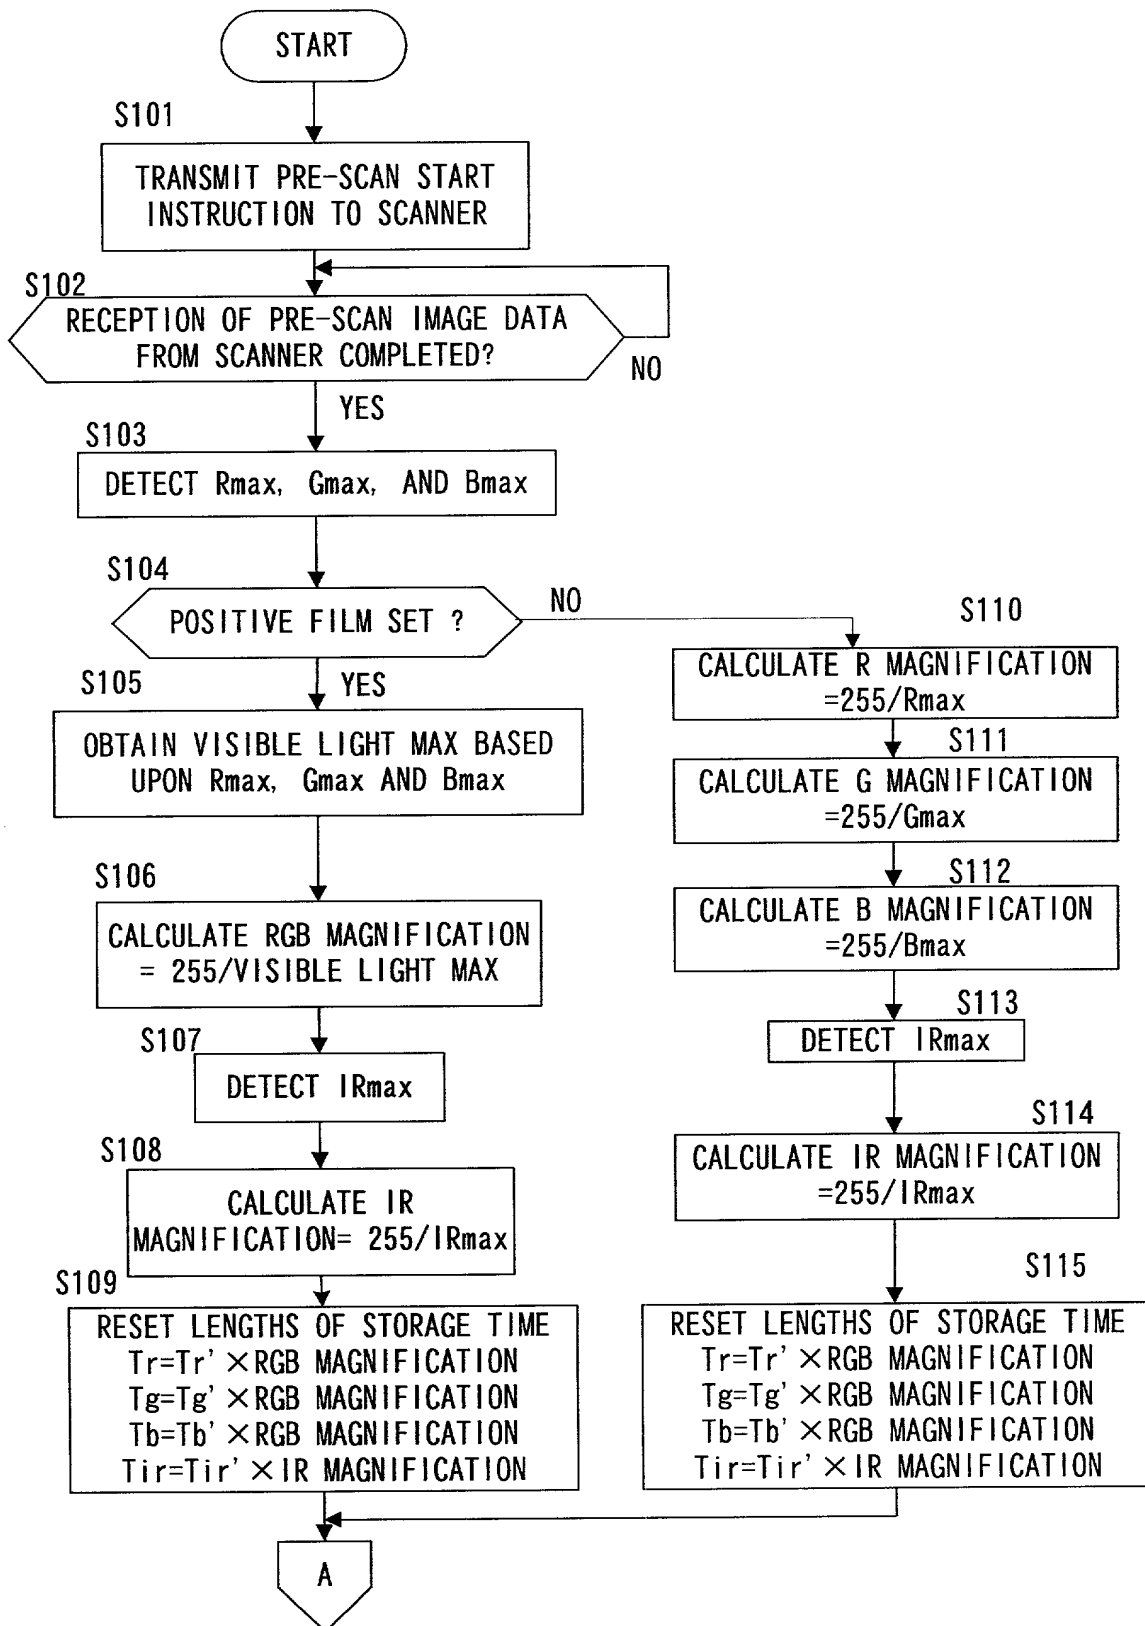 START
S101
TRANSMIT PRE-SCAN START
INSTRUCTION TO SCANNER
S102
RECEPTION OF PRE-SCAN IMAGE DATA
FROM SCANNER COMPLETED?
NO
YES
S103
DETECT Rmax, Gmax, AND Bmax
S104
POSITIVE FILM SET ?
NO
YES
S105
OBTAIN VISIBLE LIGHT MAX BASED
UPON Rmax, Gmax AND Bmax
S106
CALCULATE RGB MAGNIFICATION
= 255/VISIBLE LIGHT MAX
S107
DETECT IRmax
S108
CALCULATE IR
MAGNIFICATION= 255/IRmax
S109
RESET LENGTHS OF STORAGE TIME
Tr=Tr' ×RGB MAGNIFICATION
Tg=Tg' ×RGB MAGNIFICATION
Tb=Tb' ×RGB MAGNIFICATION
Tir=Tir' ×IR MAGNIFICATION
S110
CALCULATE R MAGNIFICATION
=255/Rmax
S111
CALCULATE G MAGNIFICATION
=255/Gmax
S112
CALCULATE B MAGNIFICATION
=255/Bmax
S113
DETECT IRmax
S114
CALCULATE IR MAGNIFICATION
=255/IRmax
S115
RESET LENGTHS OF STORAGE TIME
Tr=Tr' ×RGB MAGNIFICATION
Tg=Tg' ×RGB MAGNIFICATION
Tb=Tb' ×RGB MAGNIFICATION
Tir=Tir' ×IR MAGNIFICATION
A